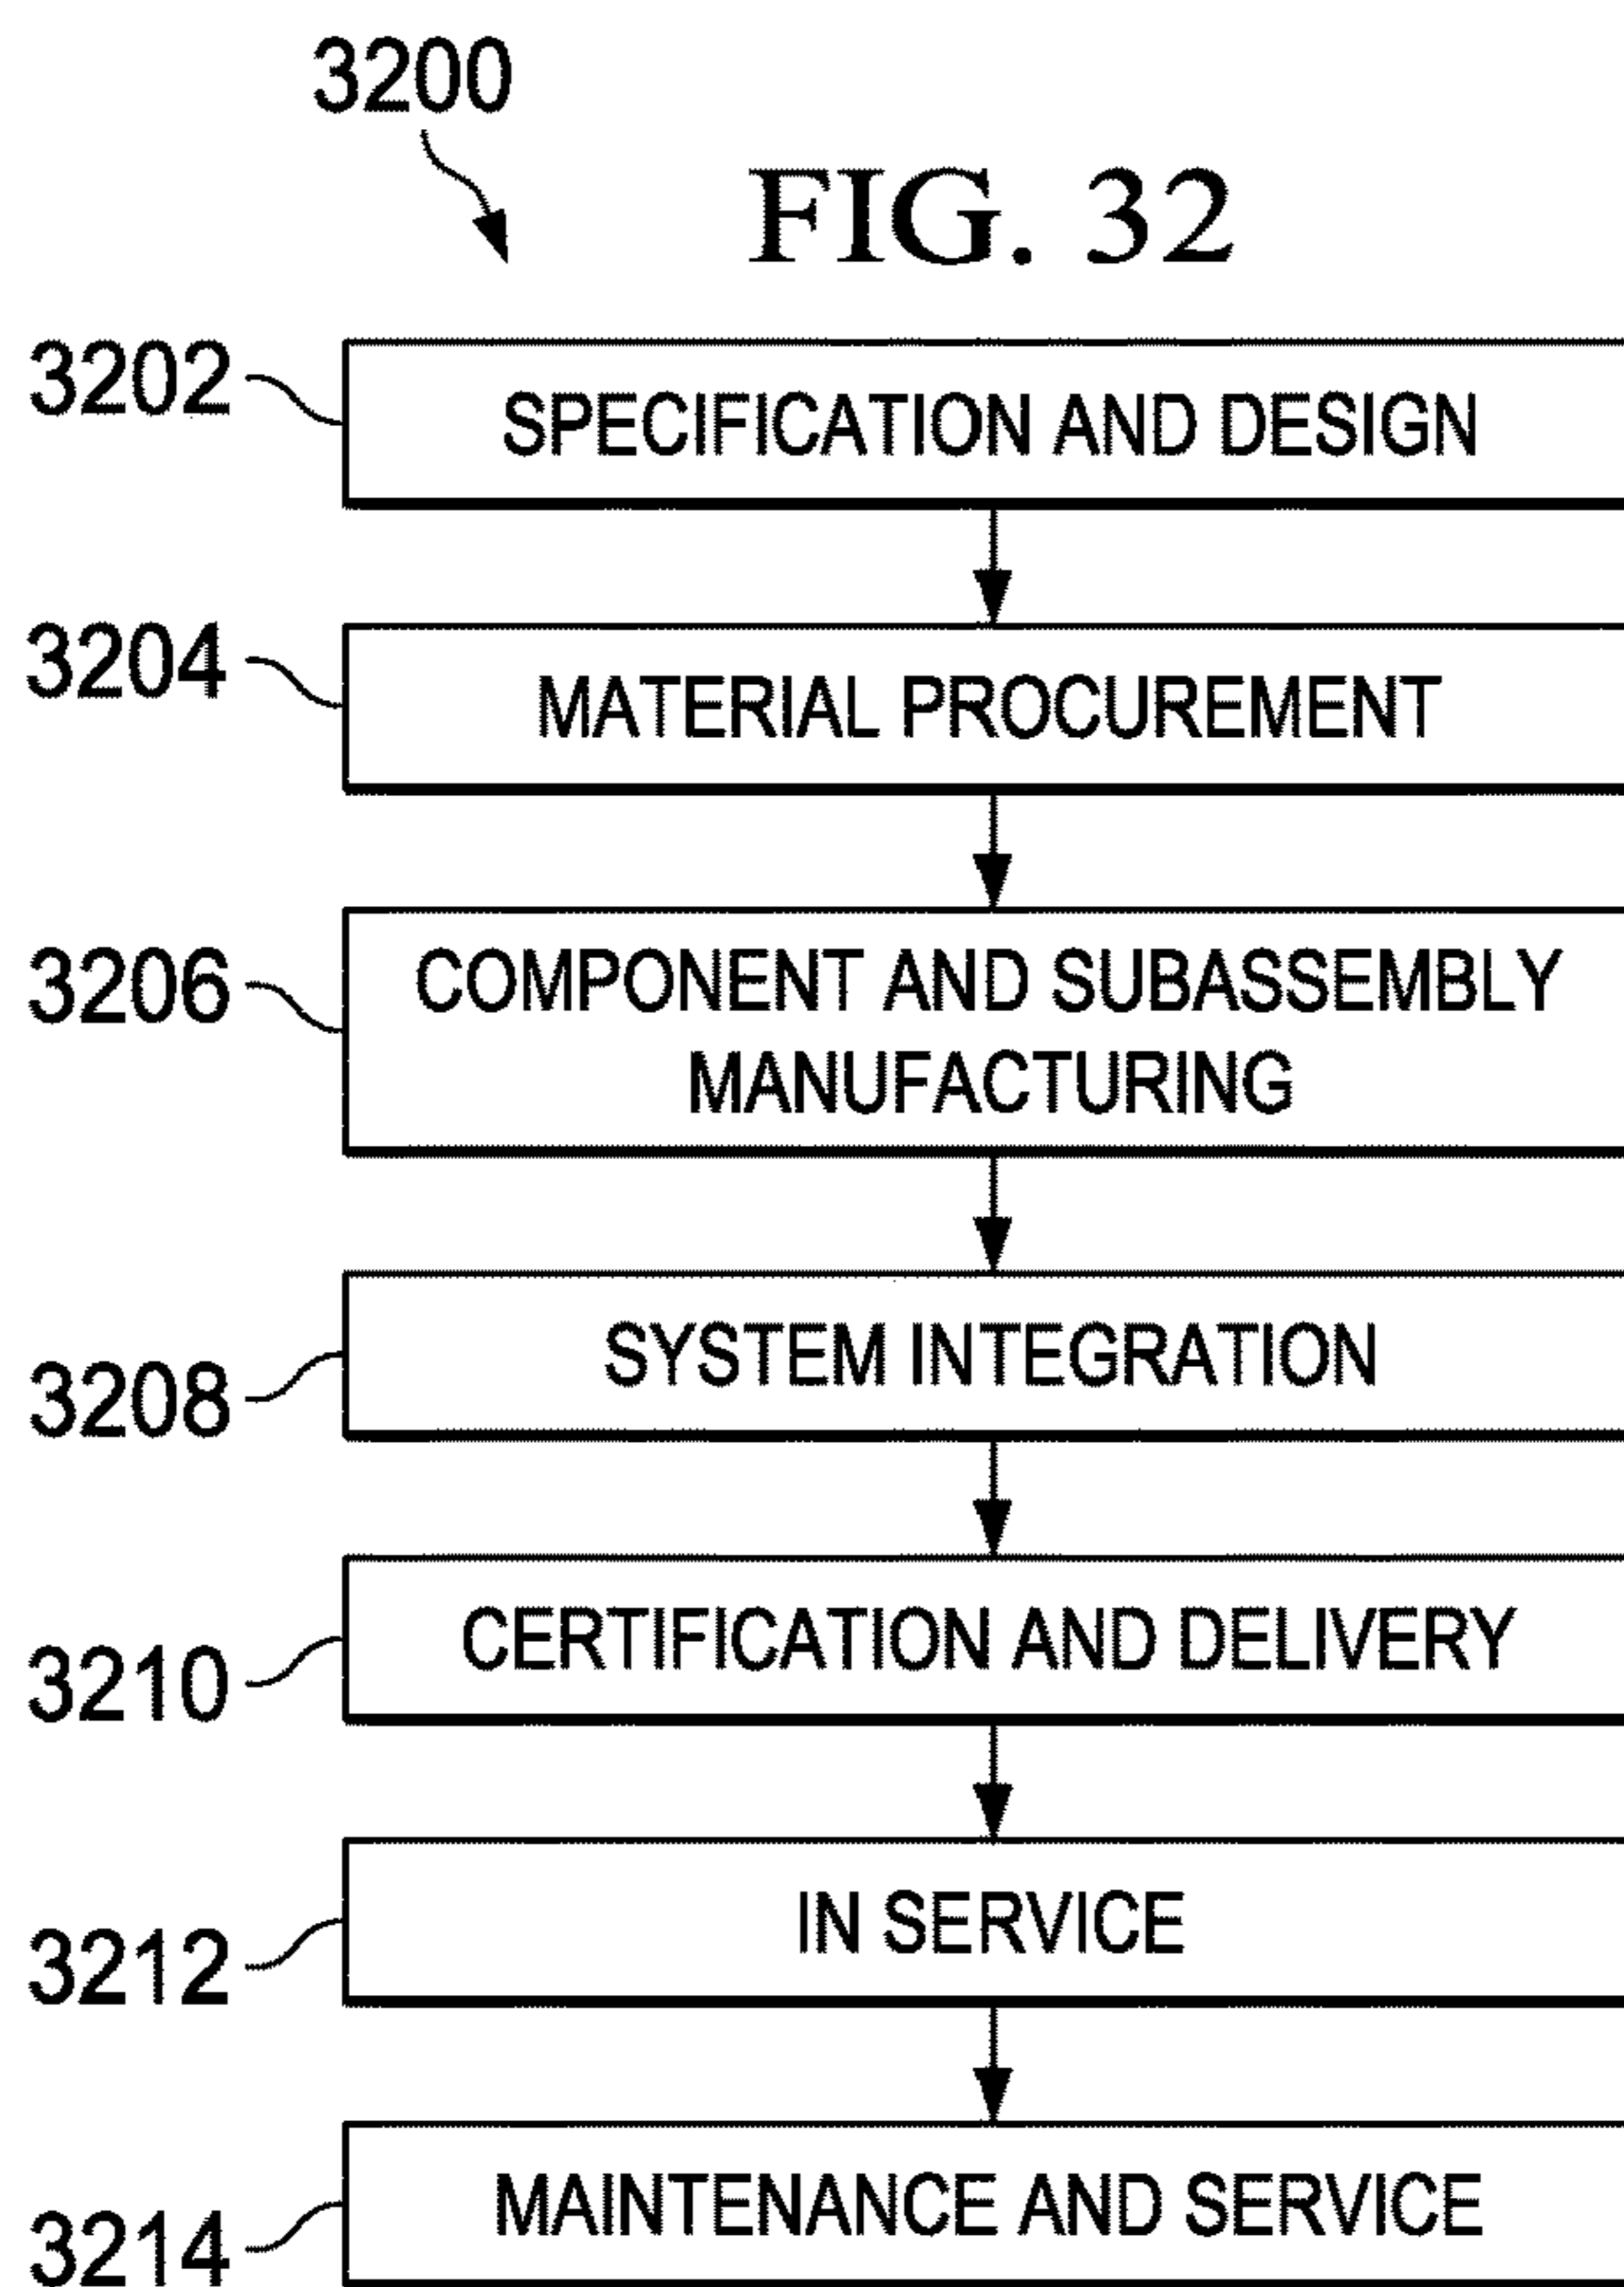 3200
FIG. 32
3202
SPECIFICATION AND DESIGN
3204
MATERIAL PROCUREMENT
3206
COMPONENT AND SUBASSEMBLY
MANUFACTURING
3208
SYSTEM INTEGRATION
3210
CERTIFICATION AND DELIVERY
3212
IN SERVICE
3214
MAINTENANCE AND SERVICE